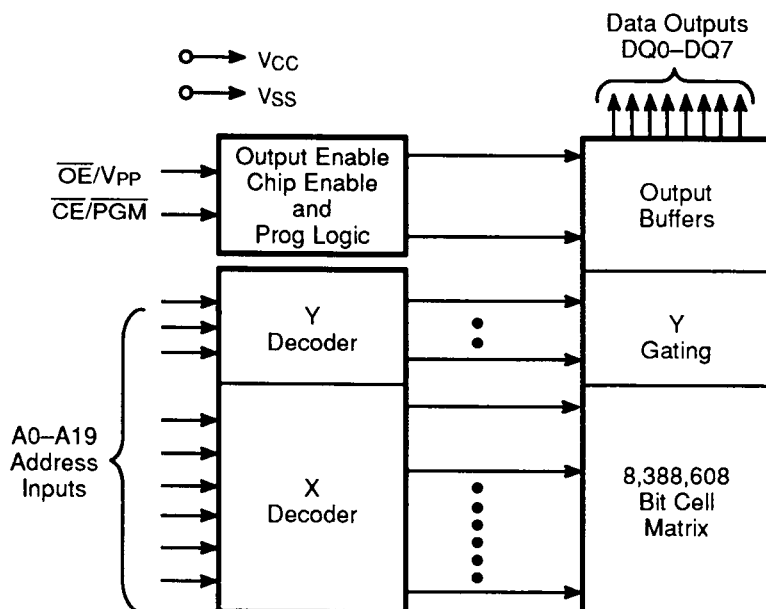 Data Outputs
DQ0–DQ7
VCC
VSS
OE/VPP
CE/PGM
Output Enable
Chip Enable
and
Prog Logic
Output
Buffers
Y
Decoder
Y
Gating
A0–A19
Address
Inputs
X
Decoder
8,388,608
Bit Cell
Matrix